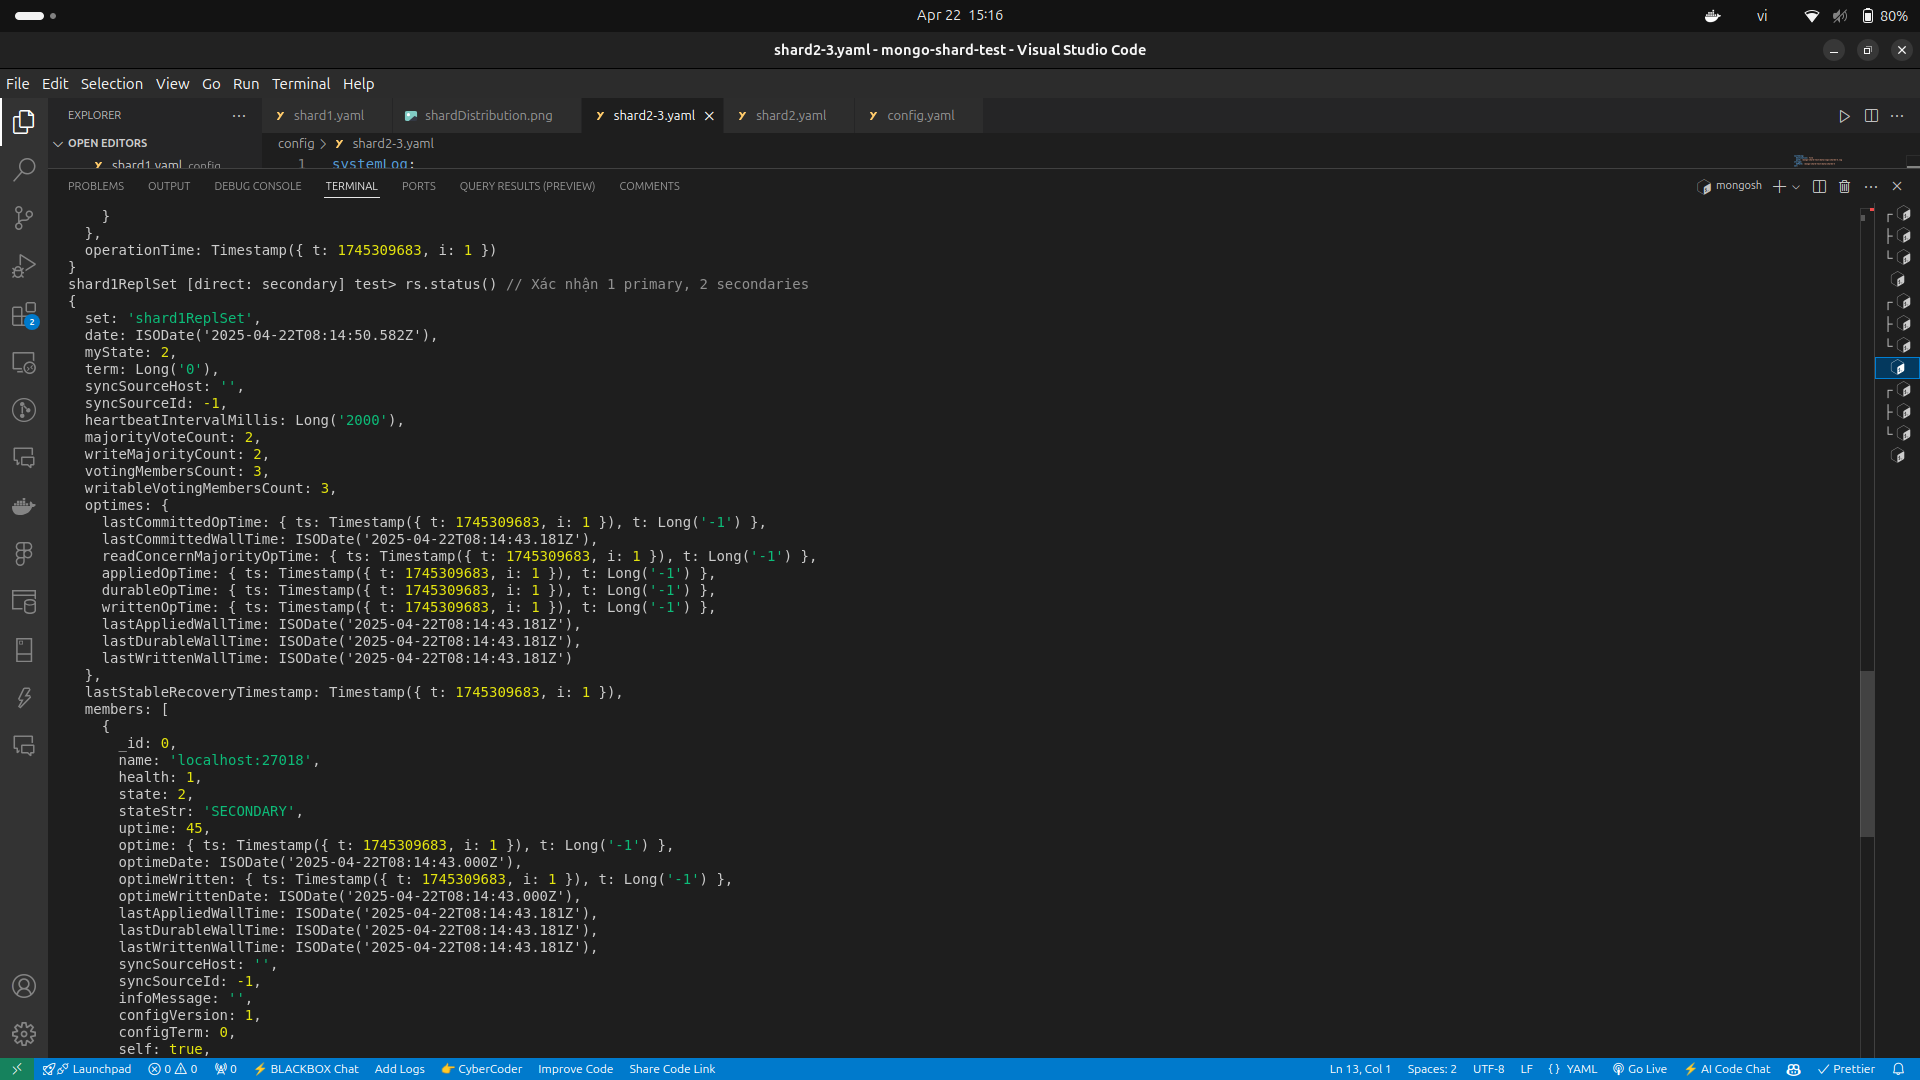 Apr 22 15:16
vi
80%
shard2-3.yaml - mongo-shard-test - Visual Studio Code
File Edit Selection View Go Run Terminal Help
EXPLORER
shard1.yaml
shardDistribution.png
shard2-3.yaml
shard2.yaml
config.yaml
OPEN EDITORS
config > shard2-3.yaml
shard1.yaml config
1 systemLog:
PROBLEMS OUTPUT DEBUG CONSOLE TERMINAL PORTS QUERY RESULTS (PREVIEW) COMMENTS
mongosh
}
},
operationTime: Timestamp({ t: 1745309683, i: 1 })
}
shard1ReplSet [direct: secondary] test> rs.status() // Xác nhận 1 primary, 2 secondaries
{
set: 'shard1ReplSet',
date: ISODate('2025-04-22T08:14:50.582Z'),
myState: 2,
term: Long('0'),
syncSourceHost: '',
syncSourceId: -1,
heartbeatIntervalMillis: Long('2000'),
majorityVoteCount: 2,
writeMajorityCount: 2,
votingMembersCount: 3,
writableVotingMembersCount: 3,
optimes: {
lastCommittedOpTime: { ts: Timestamp({ t: 1745309683, i: 1 }), t: Long('-1') },
lastCommittedWallTime: ISODate('2025-04-22T08:14:43.181Z'),
readConcernMajorityOpTime: { ts: Timestamp({ t: 1745309683, i: 1 }), t: Long('-1') },
appliedOpTime: { ts: Timestamp({ t: 1745309683, i: 1 }), t: Long('-1') },
durableOpTime: { ts: Timestamp({ t: 1745309683, i: 1 }), t: Long('-1') },
writtenOpTime: { ts: Timestamp({ t: 1745309683, i: 1 }), t: Long('-1') },
lastAppliedWallTime: ISODate('2025-04-22T08:14:43.181Z'),
lastDurableWallTime: ISODate('2025-04-22T08:14:43.181Z'),
lastWrittenWallTime: ISODate('2025-04-22T08:14:43.181Z')
},
lastStableRecoveryTimestamp: Timestamp({ t: 1745309683, i: 1 }),
members: [
{
_id: 0,
name: 'localhost:27018',
health: 1,
state: 2,
stateStr: 'SECONDARY',
uptime: 45,
optime: { ts: Timestamp({ t: 1745309683, i: 1 }), t: Long('-1') },
optimeDate: ISODate('2025-04-22T08:14:43.000Z'),
optimeWritten: { ts: Timestamp({ t: 1745309683, i: 1 }), t: Long('-1') },
optimeWrittenDate: ISODate('2025-04-22T08:14:43.000Z'),
lastAppliedWallTime: ISODate('2025-04-22T08:14:43.181Z'),
lastDurableWallTime: ISODate('2025-04-22T08:14:43.181Z'),
lastWrittenWallTime: ISODate('2025-04-22T08:14:43.181Z'),
syncSourceHost: '',
syncSourceId: -1,
infoMessage: '',
configVersion: 1,
configTerm: 0,
self: true,
2
Launchpad 0 0 0 BLACKBOX Chat Add Logs CyberCoder Improve Code Share Code Link
Ln 13, Col 1 Spaces: 2 UTF-8 LF {} YAML Go Live AI Code Chat Prettier